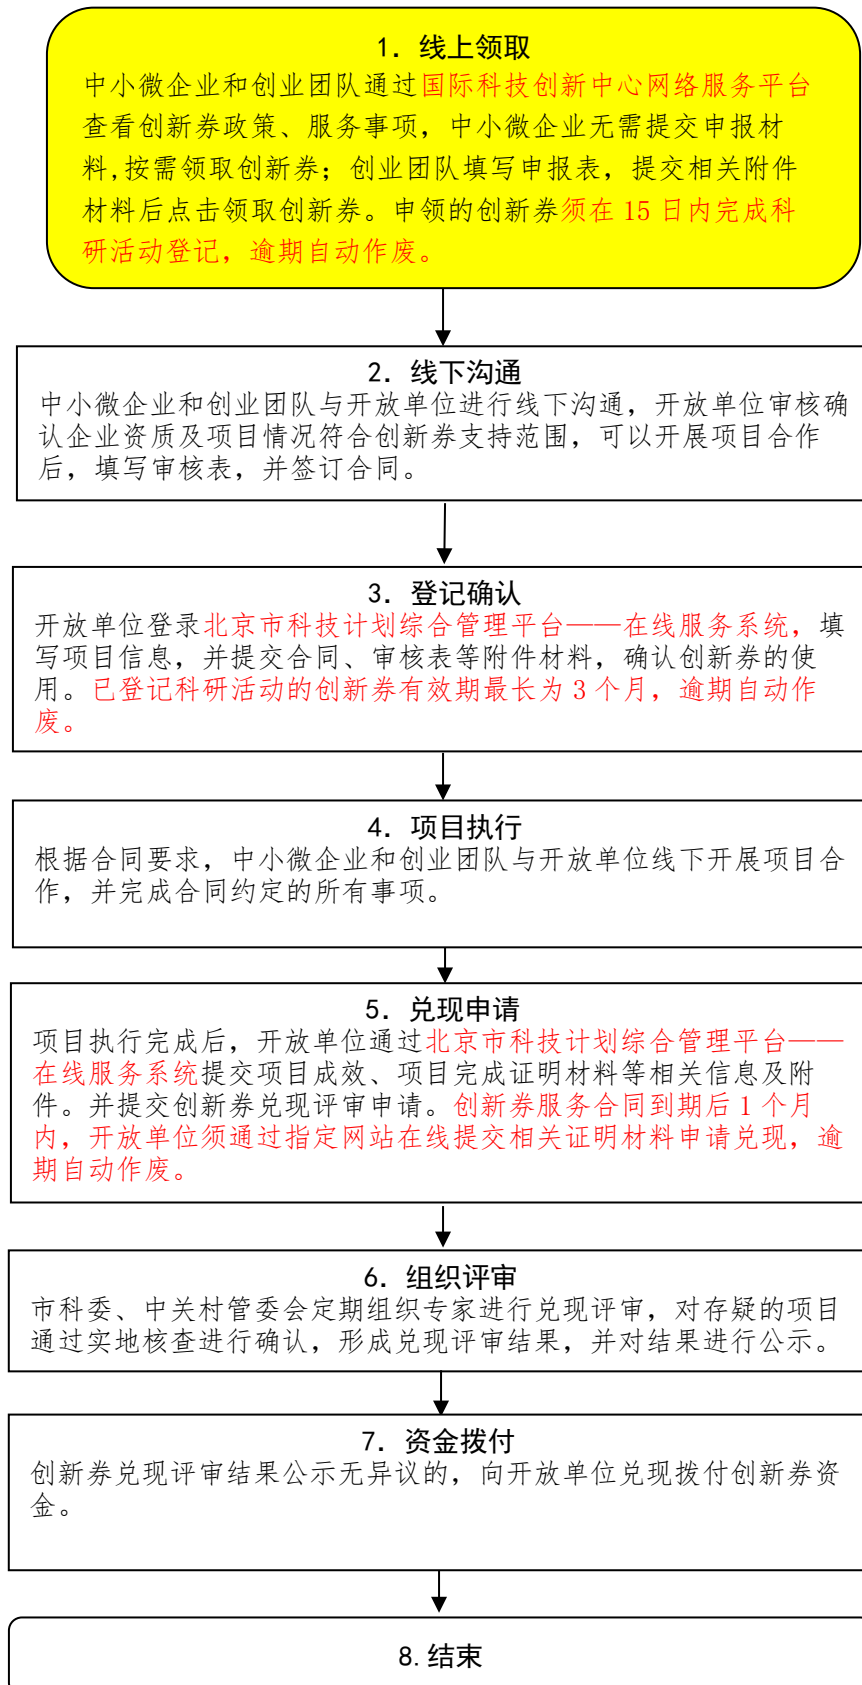 1. 线上领取
中小微企业和创业团队通过国际科技创新中心网络服务平台
查看创新券政策、服务事项，中小微企业无需提交申报材
料,按需领取创新券；创业团队填写申报表，提交相关附件
材料后点击领取创新券。申领的创新券须在 15 日内完成科
研活动登记，逾期自动作废。
2. 线下沟通
中小微企业和创业团队与开放单位进行线下沟通，开放单位审核确
认企业资质及项目情况符合创新券支持范围，可以开展项目合作
后，填写审核表，并签订合同。
3. 登记确认
开放单位登录北京市科技计划综合管理平台——在线服务系统，填
写项目信息，并提交合同、审核表等附件材料，确认创新券的使
用。已登记科研活动的创新券有效期最长为 3 个月，逾期自动作
废。
4. 项目执行
根据合同要求，中小微企业和创业团队与开放单位线下开展项目合
作，并完成合同约定的所有事项。
5. 兑现申请
项目执行完成后，开放单位通过北京市科技计划综合管理平台——
在线服务系统提交项目成效、项目完成证明材料等相关信息及附
件。并提交创新券兑现评审申请。创新券服务合同到期后 1 个月
内，开放单位须通过指定网站在线提交相关证明材料申请兑现，逾
期自动作废。
6. 组织评审
市科委、中关村管委会定期组织专家进行兑现评审，对存疑的项目
通过实地核查进行确认，形成兑现评审结果，并对结果进行公示。
7. 资金拨付
创新券兑现评审结果公示无异议的，向开放单位兑现拨付创新券资
金。
8.结束